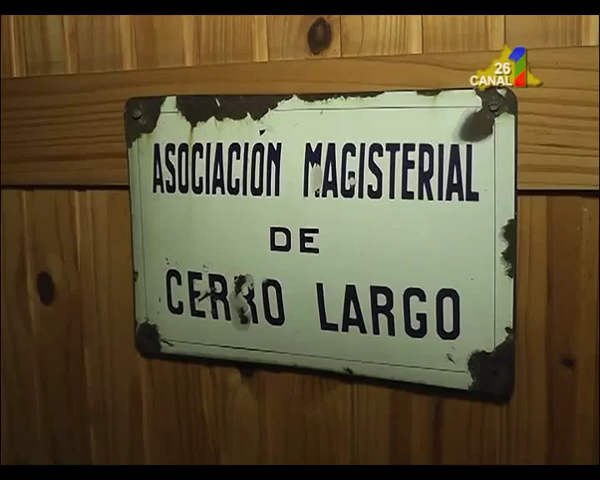 26
CANAL
ASOCIACION MAGISTERIAL
DE
CERRO LARGO